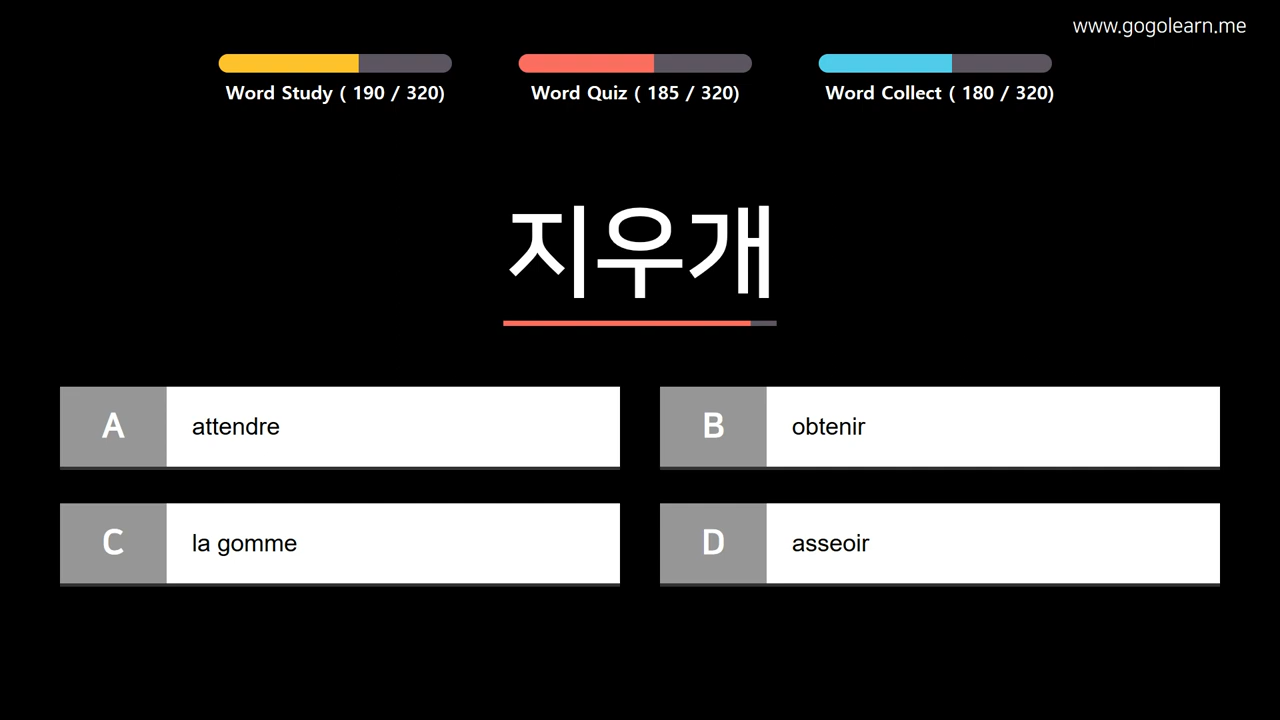 www.gogolearn.me
Word Study ( 190 / 320)
Word Quiz ( 185 / 320)
Word Collect ( 180 / 320)
지우개
A attendre
B obtenir
C la gomme
D asseoir